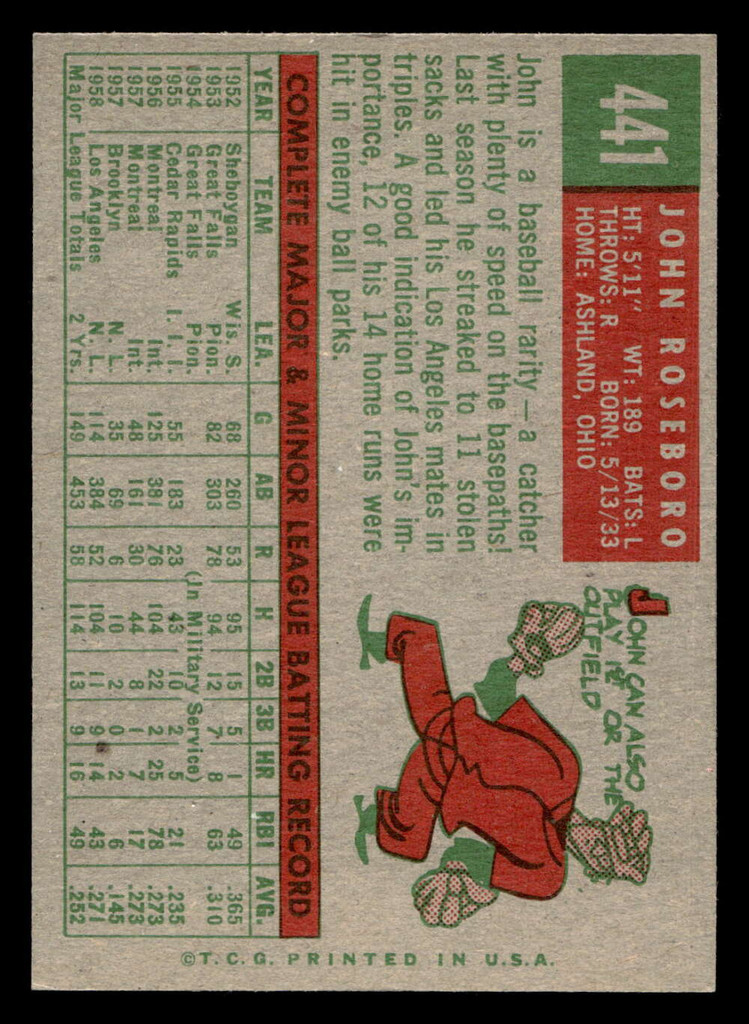 441
JOHN ROSEBORO
HT: 5'11" WT: 189 BATS: L
THROWS: R BORN: 5/13/33
HOME: ASHLAND, OHIO
JOHN CAN ALSO
PLAY 1ST OR THE
OUTFIELD
John is a baseball rarity — a catcher
with plenty of speed on the basepaths!
Last season he streaked to 11 stolen
sacks and led his Los Angeles mates in
triples. A good indication of John's im-
portance, 12 of his 14 home runs were
hit in enemy ball parks.
COMPLETE MAJOR & MINOR LEAGUE BATTING RECORD
YEAR TEAM LEA. G AB R H 2B 3B HR RBI AVG.
1952 Sheboygan Wis. S. 68 260 53 95 15 5 1 49 .365
1953 Great Falls Pion. 82 303 78 94 12 7 8 63 .310
1954 Great Falls Pion. (In Military Service)
1955 Cedar Rapids I. I. I. 55 183 23 43 10 2 5 21 .235
1956 Montreal Int. 125 381 76 104 22 2 25 78 .273
1957 Montreal Int. 48 161 30 44 8 1 7 17 .273
1957 Brooklyn N. L. 35 69 6 10 2 0 2 6 .145
1958 Los Angeles N. L. 114 384 52 104 11 9 14 43 .271
Major League Totals 2 Yrs. 149 453 58 114 13 9 16 49 .252
©T.C.G. PRINTED IN U.S.A.